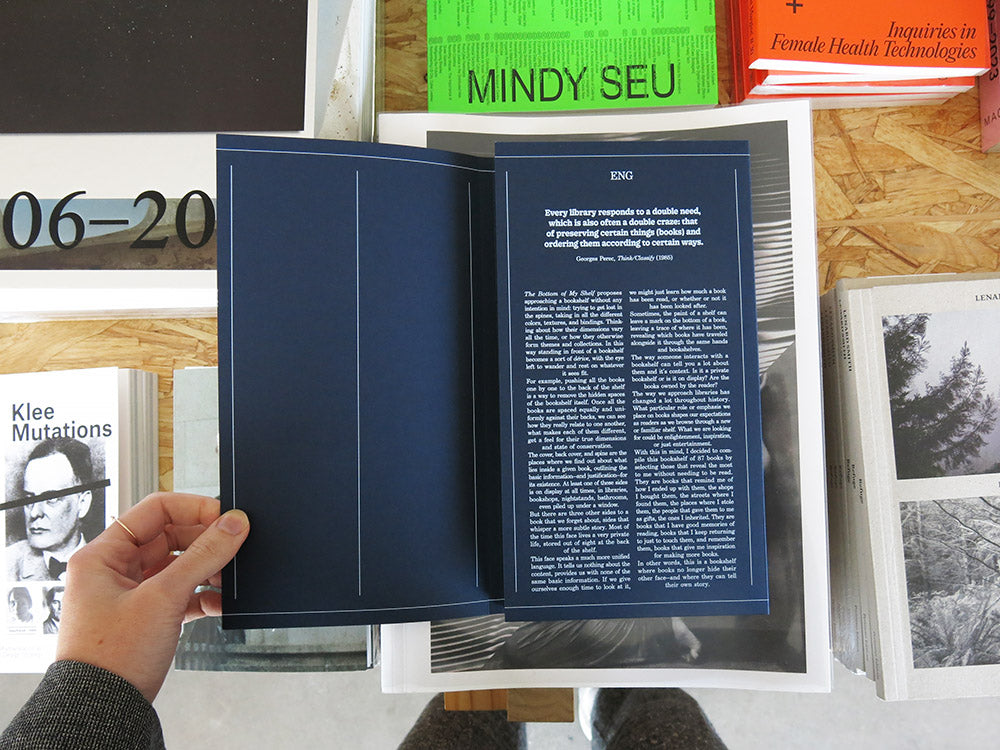 MINDY SEU
+
Inquiries in
Female Health Technologies
06–20
Klee
Mutations
ENG
Every library responds to a double need,
which is also often a double craze: that
of preserving certain things (books) and
ordering them according to certain ways.
Georges Perec, Think/Classify (1985)
The Bottom of My Shelf proposes
approaching a bookshelf without any
intention in mind: trying to get lost in
the spines, taking in all the different
colors, textures, and bindings. Think-
ing about how their dimensions vary
all the time, or how they otherwise
form themes and collections. In this
way standing in front of a bookshelf
becomes a sort of dérive, with the eye
left to wander and rest on whatever
it sees fit.
For example, pushing all the books
one by one to the back of the shelf
is a way to remove the hidden spaces
of the bookshelf itself. Once all the
books are spaced equally and uni-
formly against their backs, we can see
how they really relate to one another,
what makes each of them different,
get a feel for their true dimensions
and state of conservation.
The cover, back cover, and spine are the
places where we find out about what
lies inside a given book, outlining the
basic information—and justification—for
its existence. At least one of these sides
is on display at all times, in libraries,
bookshops, nightstands, bathrooms,
even piled up under a window.
But there are three other sides to a
book that we forget about, sides that
whisper a more subtle story. Most of
the time this face lives a very private
life, stored out of sight at the back
of the shelf.
This face speaks a much more unified
language. It tells us nothing about the
content, provides us with none of the
same basic information. If we give
ourselves enough time to look at it,
we might just learn how much a book
has been read, or whether or not it
has been looked after.
Sometimes, the paint of a shelf can
leave a mark on the bottom of a book,
leaving a trace of where it has been,
revealing which books have traveled
alongside it through the same hands
and bookshelves.
The way someone interacts with a
bookshelf can tell you a lot about
them and it's context. Is it a private
bookshelf or is it on display? Are the
books owned by the reader?
The way we approach libraries has
changed a lot throughout history.
What particular role or emphasis we
place on books shapes our expectations
as readers as we browse through a new
or familiar shelf. What we are looking
for could be enlightenment, inspiration,
or just entertainment.
With this in mind, I decided to com-
pile this bookshelf of 87 books by
selecting those that reveal the most
to me without needing to be read.
They are books that remind me of
how I ended up with them, the shops
I bought them, the streets where I
found them, the places where I stole
them, the people that gave them to me
as gifts, the ones I inherited. They are
books that I have good memories of
reading, books that I keep returning
to just to touch them, and remember
them, books that give me inspiration
for making more books.
In other words, this is a bookshelf
where books no longer hide their
other face—and where they can tell
their own story.